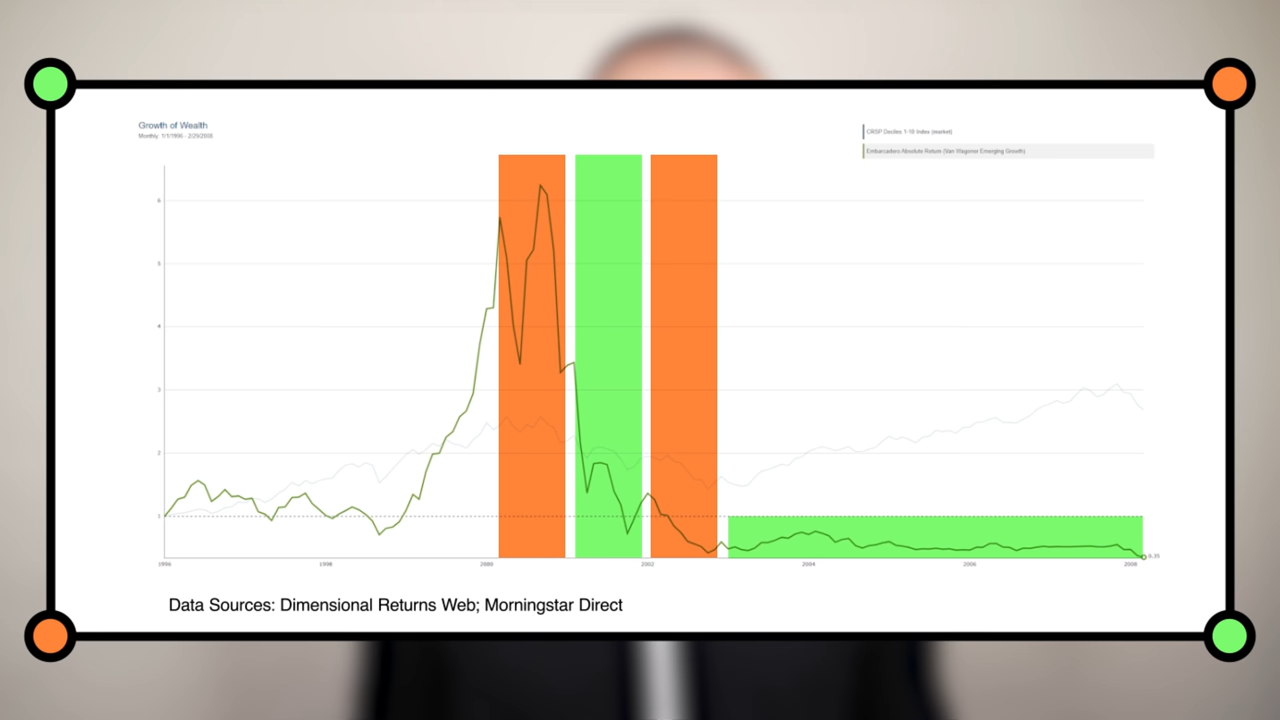 Growth of Wealth
Monthly: 1/1/1996 - 2/29/2008
CRSP Deciles 1-10 Index (market)
Embarcadero Absolute Return (Van Wagoner Emerging Growth)
6
5
4
3
2
1
0.35
1996 1998 2000 2002 2004 2006 2008
Data Sources: Dimensional Returns Web; Morningstar Direct